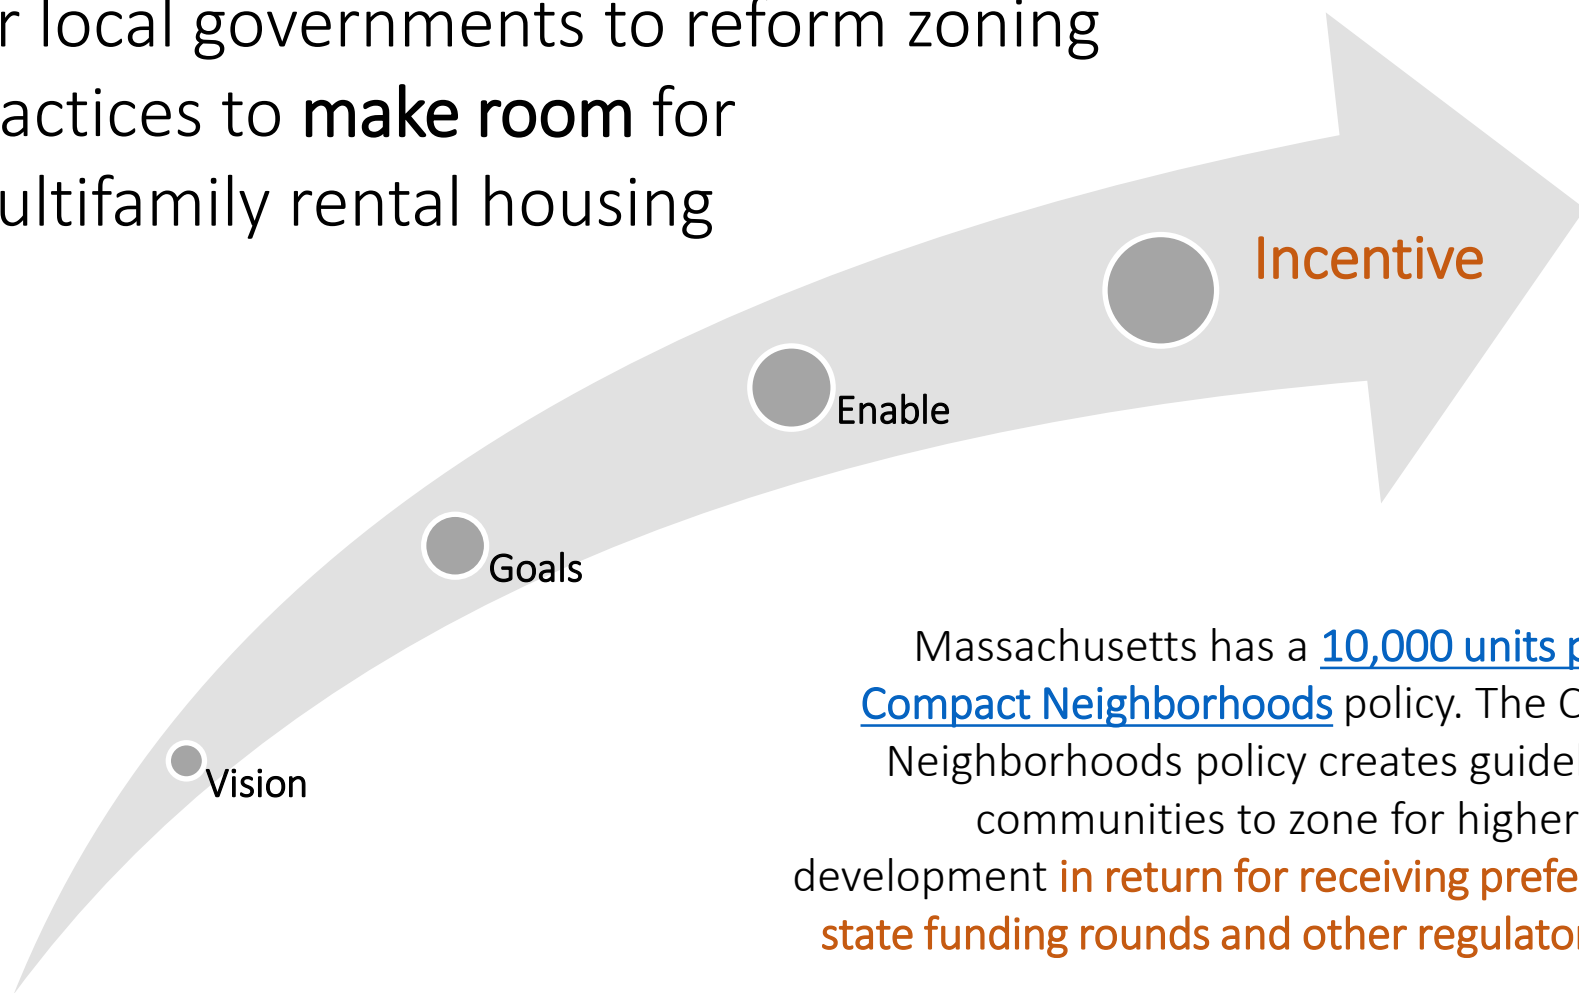 r local governments to reform zoning
actices to make room for
ultifamily rental housing
Incentive
Enable
Goals
Vision
Massachusetts has a 10,000 units p
Compact Neighborhoods policy. The C
Neighborhoods policy creates guidel
communities to zone for higher
development in return for receiving prefe
state funding rounds and other regulator